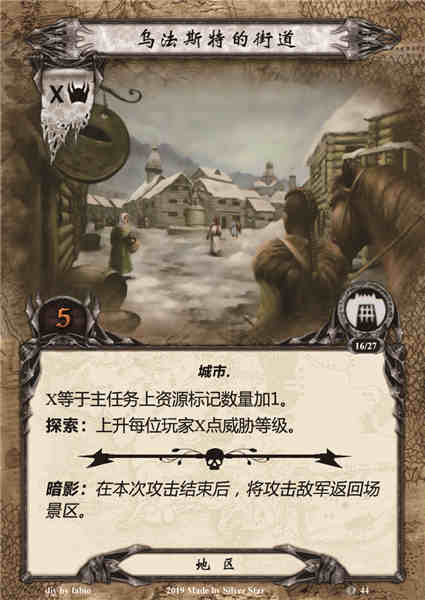 乌法斯特的街道
X
5
16/27
城市.
X等于主任务上资源标记数量加1。
探索：上升每位玩家X点威胁等级。
暗影：在本次攻击结束后，将攻击敌军返回场
景区。
地 区
diy by fabio
2019 Made by Silver Star
44